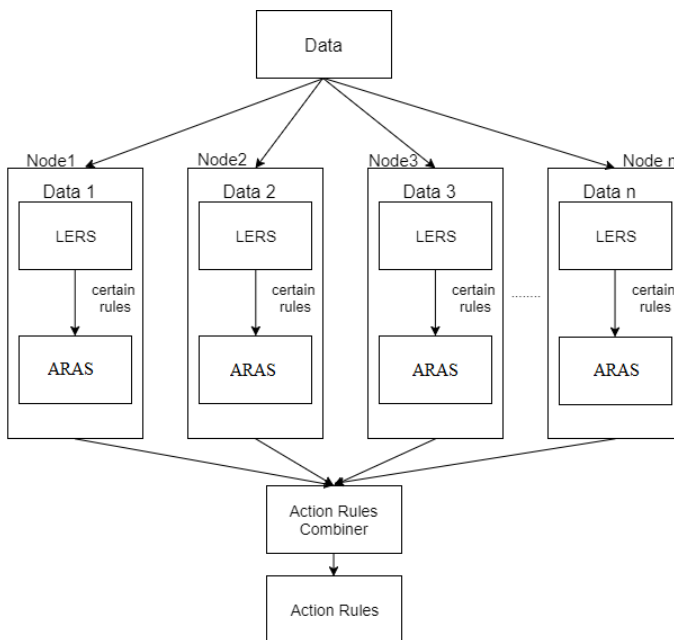 Data
Node1
Node2
Node3
Node n
Data 1
Data 2
Data 3
Data n
LERS
LERS
LERS
LERS
certain
rules
certain
rules
certain
rules
........
certain
rules
ARAS
ARAS
ARAS
ARAS
Action Rules
Combiner
Action Rules